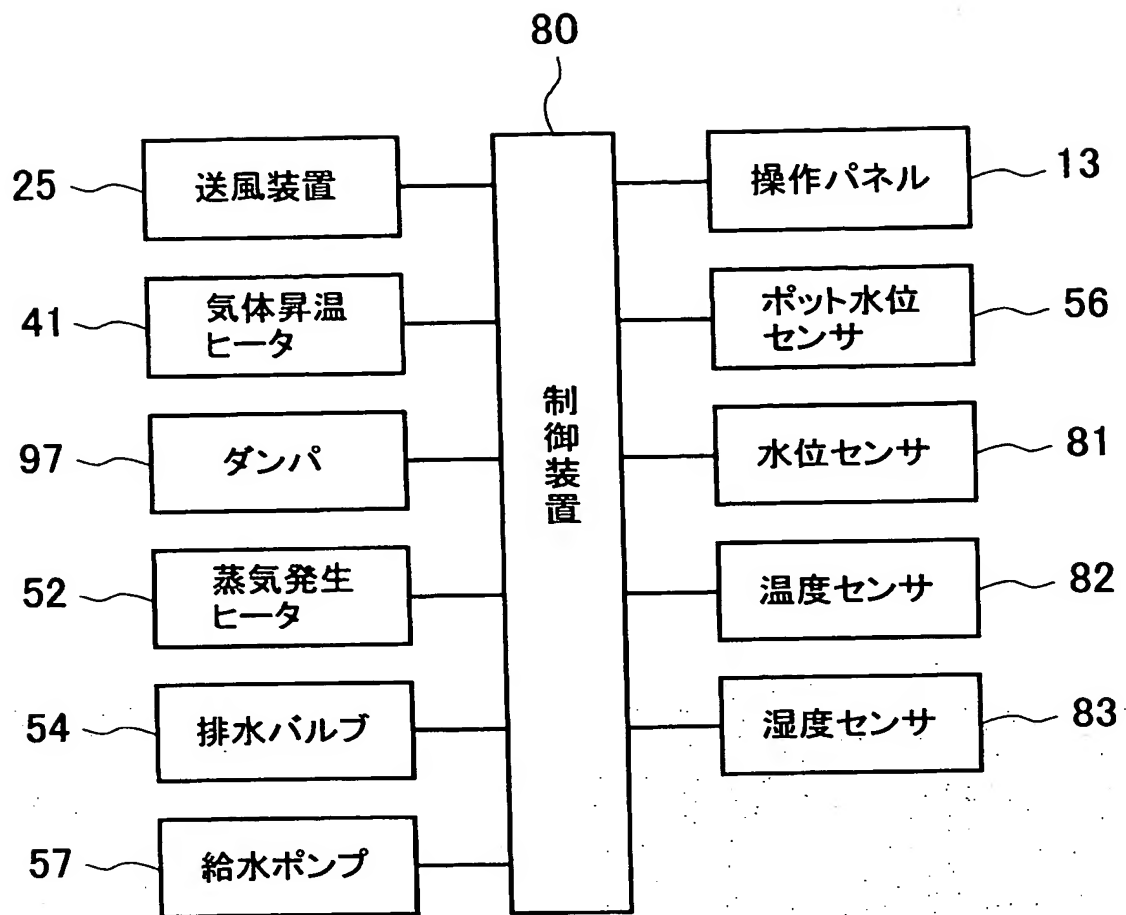 80
25
送風装置
操作パネル
13
41
気体昇温
ヒータ
ポット水位
センサ
56
97
ダンパ
制御装置
水位センサ
81
52
蒸気発生
ヒータ
温度センサ
82
54
排水バルブ
湿度センサ
83
57
給水ポンプ